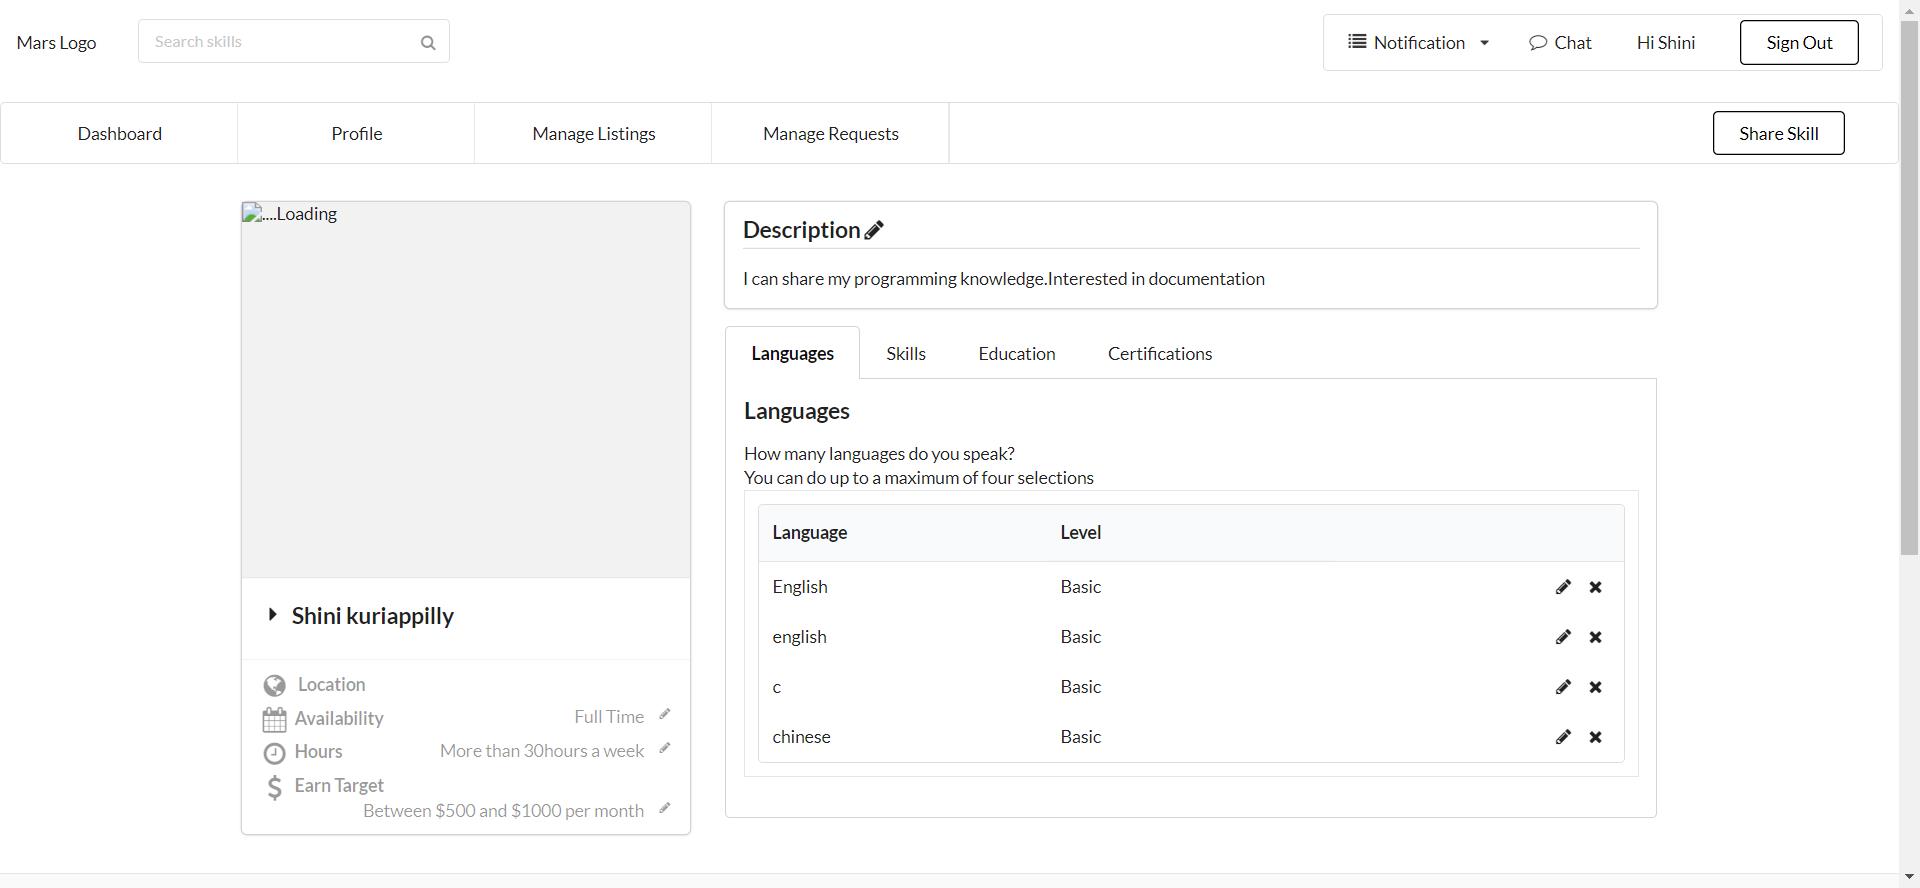 Mars Logo
Search skills
Notification
Chat
Hi Shini
Sign Out
Dashboard
Profile
Manage Listings
Manage Requests
Share Skill
....Loading
Shini kuriappilly
Location
Availability
Full Time
Hours
More than 30hours a week
Earn Target
Between $500 and $1000 per month
Description
I can share my programming knowledge.Interested in documentation
Languages
Skills
Education
Certifications
Languages
How many languages do you speak?
You can do up to a maximum of four selections
Language Level
English Basic
english Basic
c Basic
chinese Basic